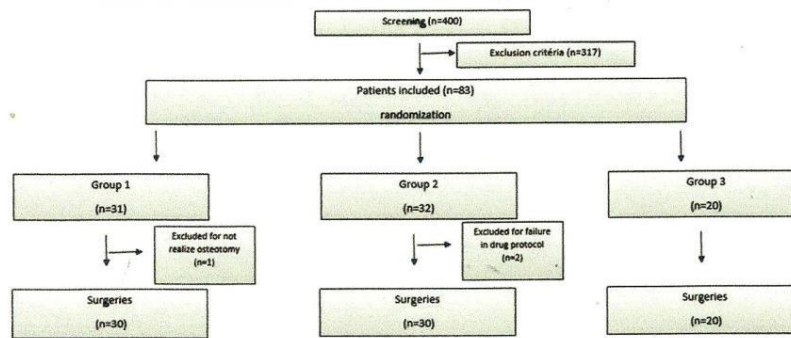 Screening (n=400)
Exclusion critéria (n=317)
Patients included (n=83)
randomization
Group 1
(n=31)
Group 2
(n=32)
Group 3
(n=20)
Excluded for not
realize osteotomy
(n=1)
Excluded for failure
in drug protocol
(n=2)
Surgeries
(n=30)
Surgeries
(n=30)
Surgeries
(n=20)